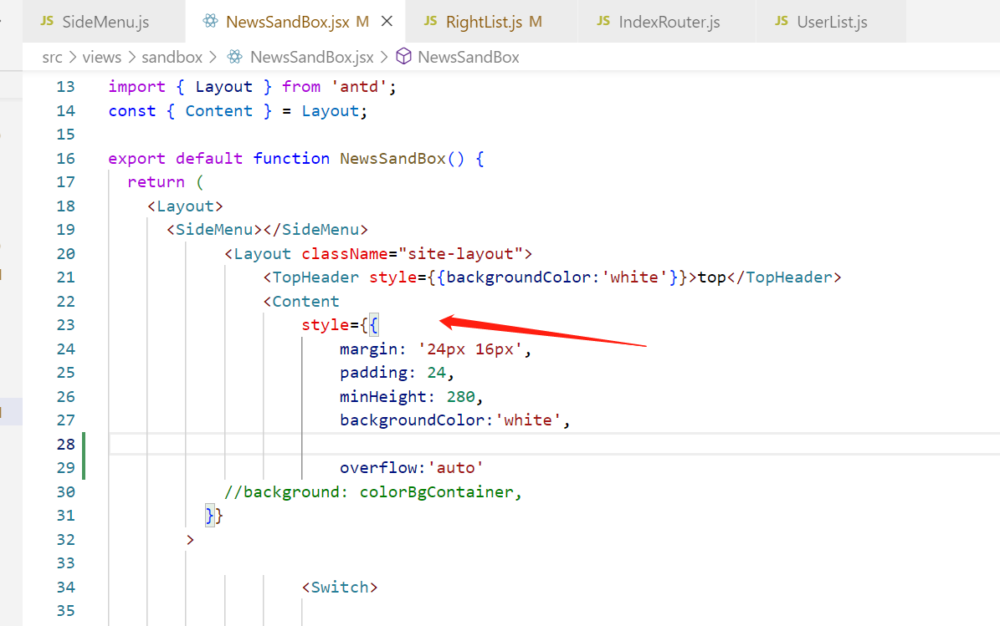 JS SideMenu.js NewsSandBox.jsx M JS RightList.js M JS IndexRouter.js JS UserList.js
src > views > sandbox > NewsSandBox.jsx > NewsSandBox
13 import { Layout } from 'antd';
14 const { Content } = Layout;
15
16 export default function NewsSandBox() {
17 return (
18 <Layout>
19 <SideMenu></SideMenu>
20 <Layout className="site-layout">
21 <TopHeader style={{backgroundColor:'white'}}>top</TopHeader>
22 <Content
23 style={{
24 margin: '24px 16px',
25 padding: 24,
26 minHeight: 280,
27 backgroundColor:'white',
28
29 overflow:'auto'
30 //background: colorBgContainer,
31 }}
32 >
33
34 <Switch>
35